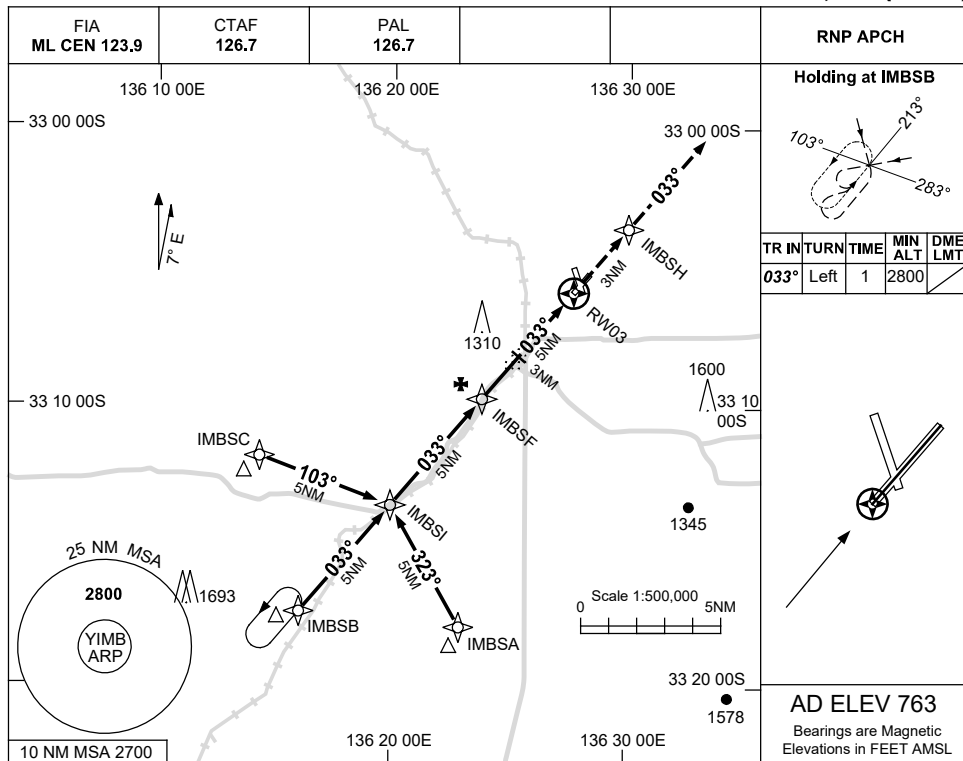 FIA
ML CEN 123.9
CTAF
126.7
PAL
126.7
RNP APCH
136 10 00E
136 20 00E
136 30 00E
Holding at IMBSB
213°
103°
283°
TR IN TURN TIME MIN ALT DME LMT
033° Left 1 2800
33 00 00S
33 00 00S
033°
IMBSH
7° E
3NM
RW03
1310
033°
5NM
3NM
1600
33 10 00S
33 10
00S
IMBSF
IMBSC
103°
5NM
033°
5NM
IMBSI
1345
25 NM MSA
2800
YIMB
ARP
1693
033°
5NM
323°
5NM
IMBSB
IMBSA
Scale 1:500,000
0 5NM
33 20 00S
1578
AD ELEV 763
Bearings are Magnetic
Elevations in FEET AMSL
10 NM MSA 2700
136 20 00E
136 30 00E